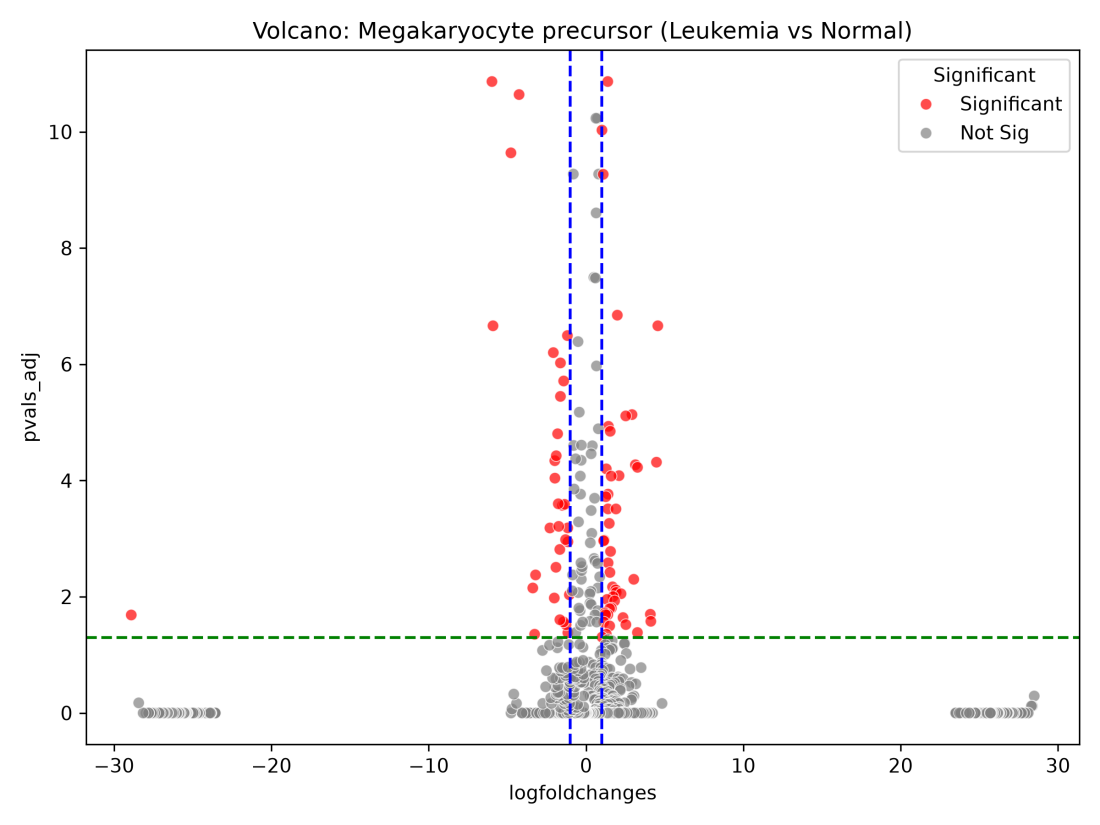 Volcano: Megakaryocyte precursor (Leukemia vs Normal)
Significant
Significant
Not Sig
10
8
6
4
2
0
pvals_adj
−30
−20
−10
0
10
20
30
logfoldchanges